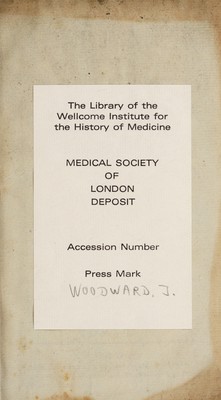 The Library of the
Wellcome Institute for
the History of Medicine
MEDICAL SOCIETY
OF
LONDON
DEPOSIT
Accession Number
Press Mark
WOODWARD, J.